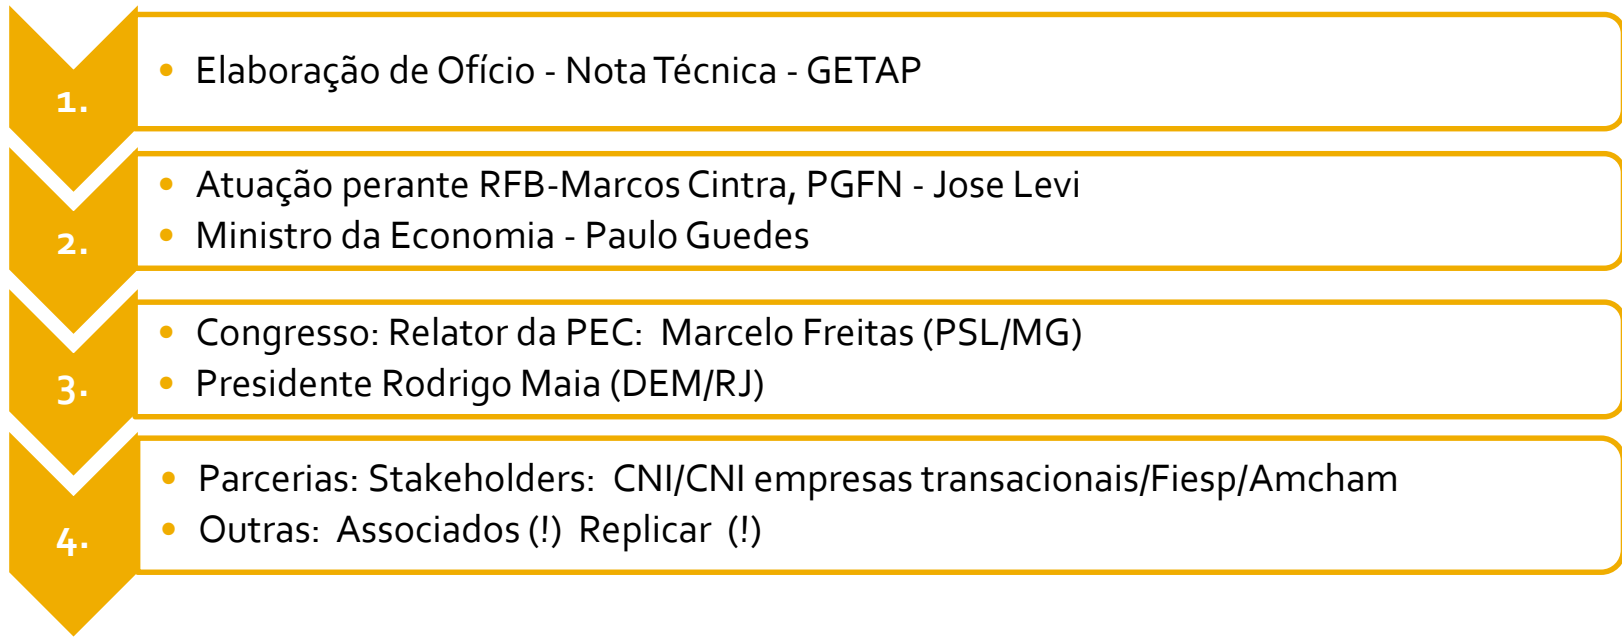 1.
• Elaboração de Ofício - Nota Técnica - GETAP
2.
• Atuação perante RFB-Marcos Cintra, PGFN - Jose Levi
• Ministro da Economia - Paulo Guedes
3.
• Congresso: Relator da PEC: Marcelo Freitas (PSL/MG)
• Presidente Rodrigo Maia (DEM/RJ)
4.
• Parcerias: Stakeholders: CNI/CNI empresas transacionais/Fiesp/Amcham
• Outras: Associados (!) Replicar (!)